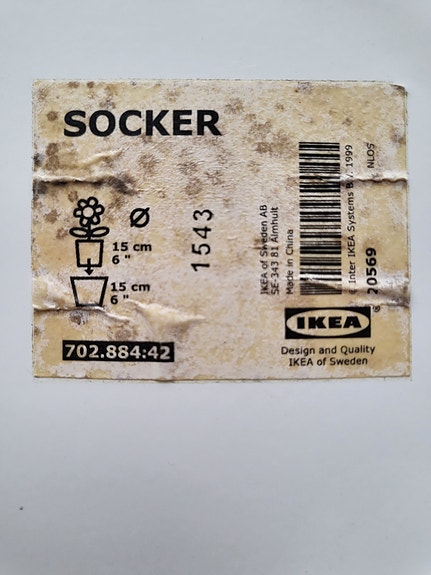 SOCKER
15 cm
6 "
15 cm
6 "
702.884:42
1543
IKEA of Sweden AB
SE-343 81 Älmhult
Made in China
Inter IKEA Systems B.V. 1999
NLOS
20569
IKEA®
Design and Quality
IKEA of Sweden